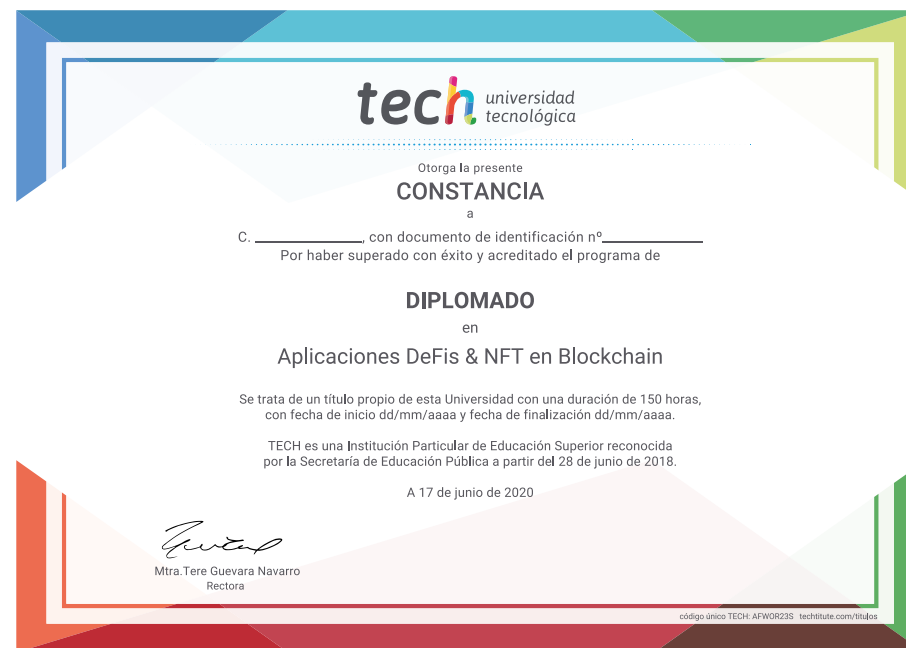 tech universidad
tecnológica
Otorga la presente
CONSTANCIA
a
C. ____________, con documento de identificación nº____________
Por haber superado con éxito y acreditado el programa de
DIPLOMADO
en
Aplicaciones DeFis & NFT en Blockchain
Se trata de un título propio de esta Universidad con una duración de 150 horas,
con fecha de inicio dd/mm/aaaa y fecha de finalización dd/mm/aaaa.
TECH es una Institución Particular de Educación Superior reconocida
por la Secretaría de Educación Pública a partir del 28 de junio de 2018.
A 17 de junio de 2020
Mtra.Tere Guevara Navarro
Rectora
código único TECH: AFWOR23S techtitute.com/titulos